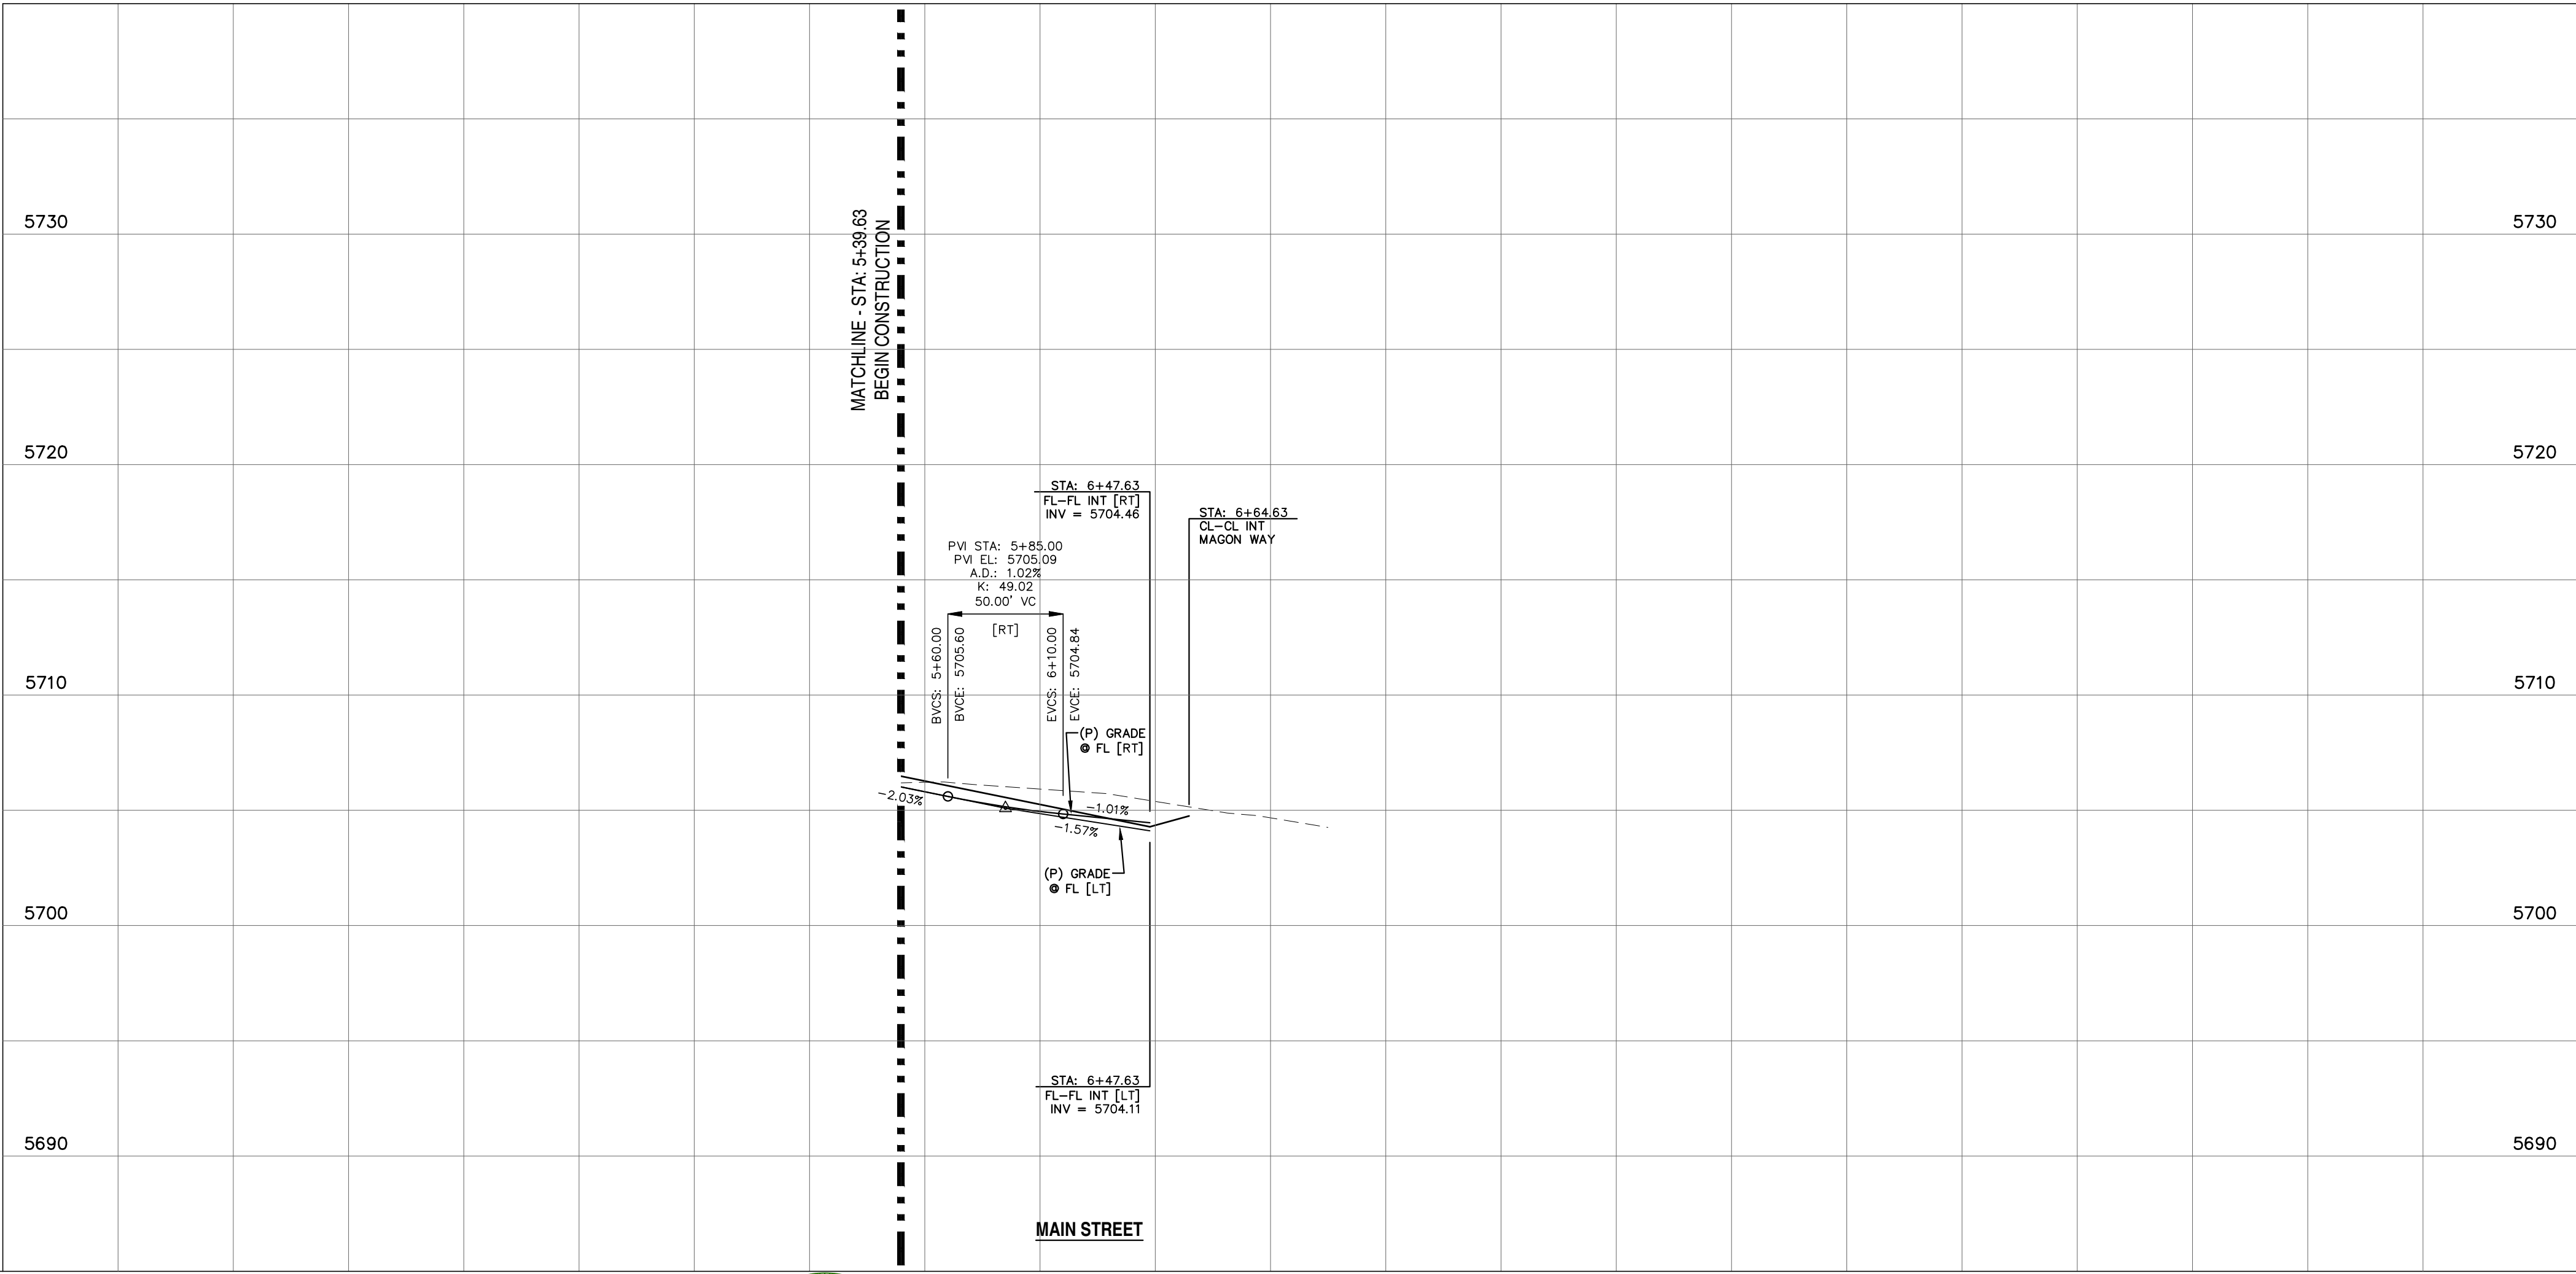 5730
5730
MATCHLINE - STA: 5+39.63
BEGIN CONSTRUCTION
5720
5720
STA: 6+47.63
FL-FL INT [RT]
INV = 5704.46
STA: 6+64.63
CL-CL INT
MAGON WAY
PVI STA: 5+85.00
PVI EL: 5705.09
A.D.: 1.02%
K: 49.02
50.00' VC
[RT]
BVCS: 5+60.00
BVCE: 5705.60
EVCS: 6+10.00
EVCE: 5704.84
5710
5710
(P) GRADE
@ FL [RT]
-2.03%
-1.01%
-1.57%
(P) GRADE
@ FL [LT]
5700
5700
STA: 6+47.63
FL-FL INT [LT]
INV = 5704.11
5690
5690
MAIN STREET